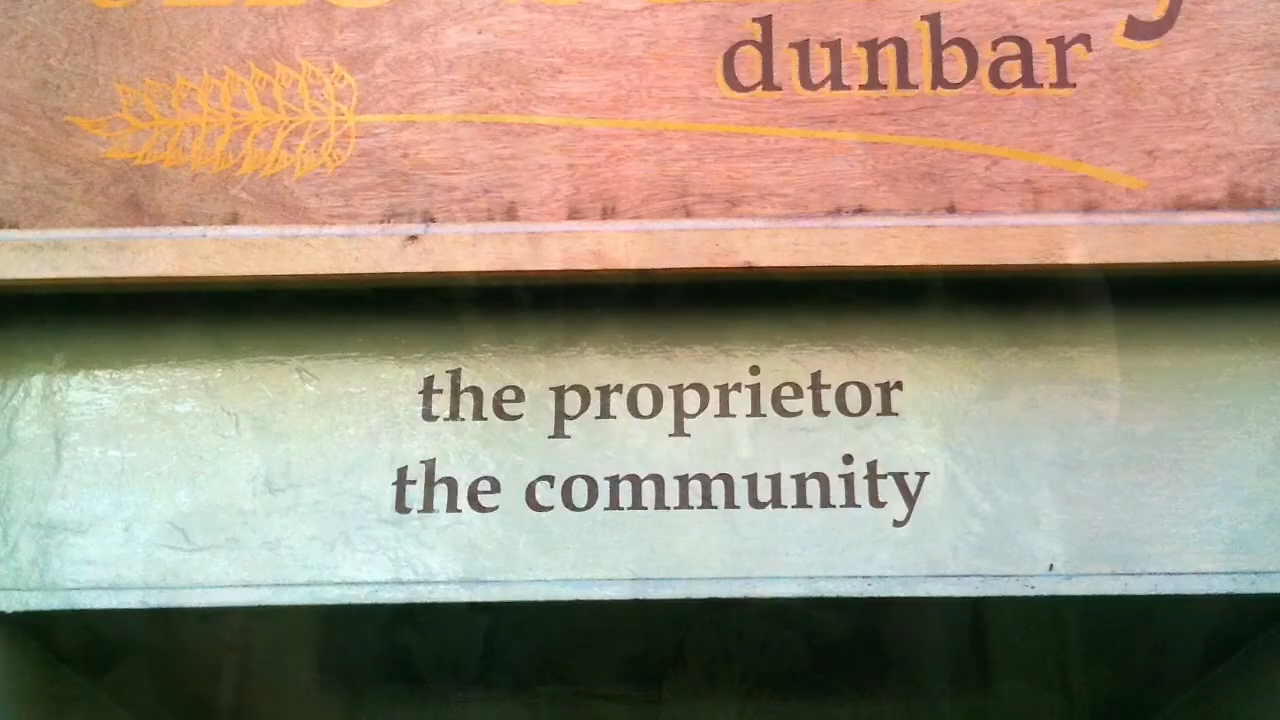 dunbar
the proprietor
the community